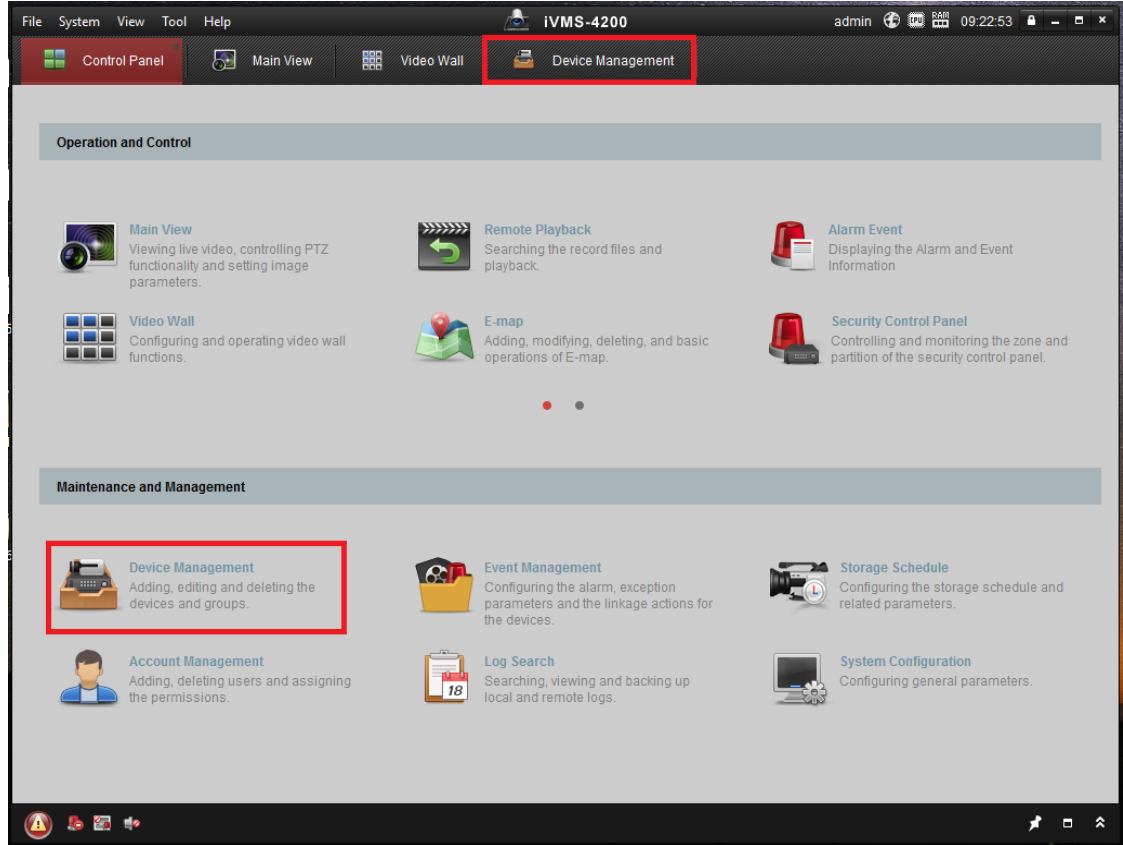 File System View Tool Help
iVMS-4200
admin CPU RAM 09:22:53
Control Panel
Main View
Video Wall
Device Management
Operation and Control
Main View
Viewing live video, controlling PTZ
functionality and setting image
parameters.
Remote Playback
Searching the record files and
playback.
Alarm Event
Displaying the Alarm and Event
Information
Video Wall
Configuring and operating video wall
functions.
E-map
Adding, modifying, deleting, and basic
operations of E-map.
Security Control Panel
Controlling and monitoring the zone and
partition of the security control panel.
Maintenance and Management
Device Management
Adding, editing and deleting the
devices and groups.
Event Management
Configuring the alarm, exception
parameters and the linkage actions for
the devices.
Storage Schedule
Configuring the storage schedule and
related parameters.
Account Management
Adding, deleting users and assigning
the permissions.
18
Log Search
Searching, viewing and backing up
local and remote logs.
System Configuration
Configuring general parameters.